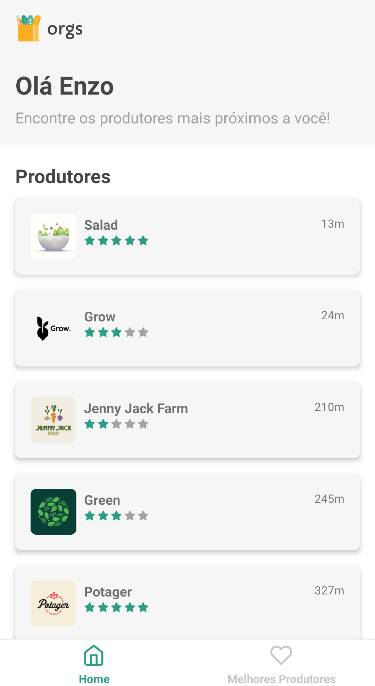 orgs
Olá Enzo
Encontre os produtores mais próximos a você!
Produtores
Salad
13m
Grow.
Grow
24m
JENNY JACK
FARM
Jenny Jack Farm
210m
Green
245m
Potager
Potager
327m
Home
Melhores Produtores